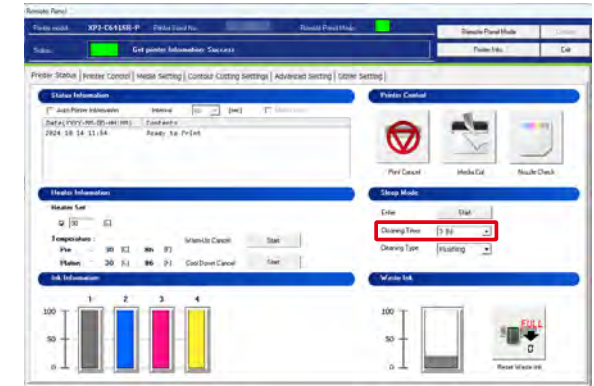 Remote Panel
Printer model: XPJ-C641SR-P Printer Serial No. Remote Panel Mode: Remote Panel Mode
Status: Get printer Information: Success Printer Info. Exit
Printer Status Printer Control Media Setting Contour Cutting Settings Advanced Setting Other Setting
Status Information
Auto Printer Information Interval [sec]
Date(YYYY-MM-DD-HH:MM) Contents
2024 10 14 11:54 Ready to Print
Printer Control
Print Cancel Media Cut Nozzle Check
Heater Information
Heater Set
30 [C]
Temperature :
Pre 30 [C] 86 [F]
Platen 30 [C] 86 [F]
Warm-Up Cancel Start
Cool Down Cancel Start
Sleep Mode
Enter Start
Cleaning Time
Cleaning Type Flushing
Ink Information
1 2 3 4
100
50
0
Waste Ink
100
50
0
FULL
0
Reset Waste Ink